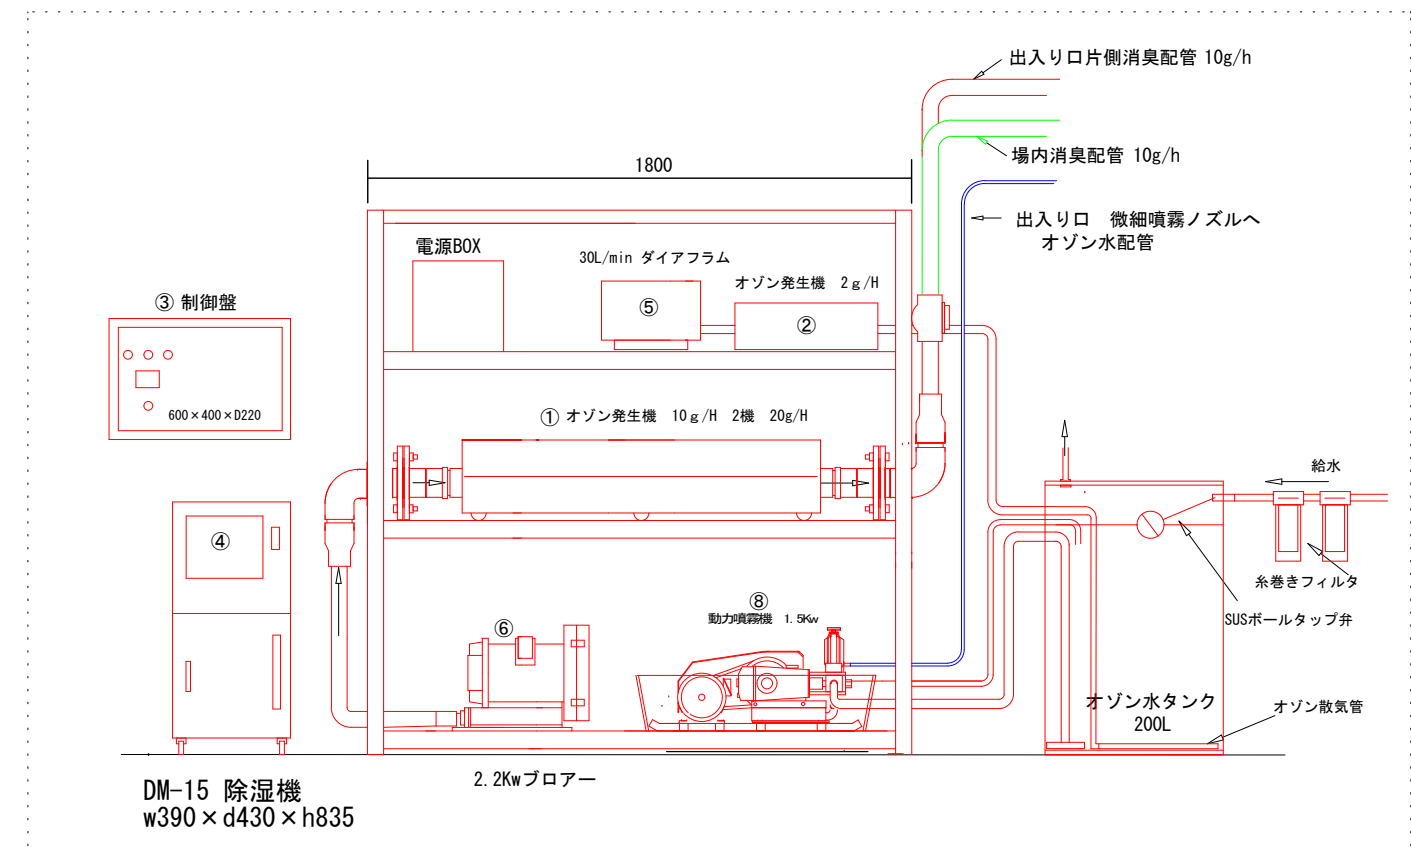 出入り口片側消臭配管 10g/h
場内消臭配管 10g/h
1800
出入り口 微細噴霧ノズルへ
オゾン水配管
電源BOX
30L/min ダイアフラム
オゾン発生機 2ｇ/H
⑤
②
③ 制御盤
600×400×D220
① オゾン発生機 10ｇ/H 2機 20g/H
給水
④
糸巻きフィルタ
SUSボールタップ弁
⑧
動力噴霧機 1.5Kw
⑥
オゾン水タンク
200L
オゾン散気管
2.2Kwブロアー
DM-15 除湿機
w390×d430×h835